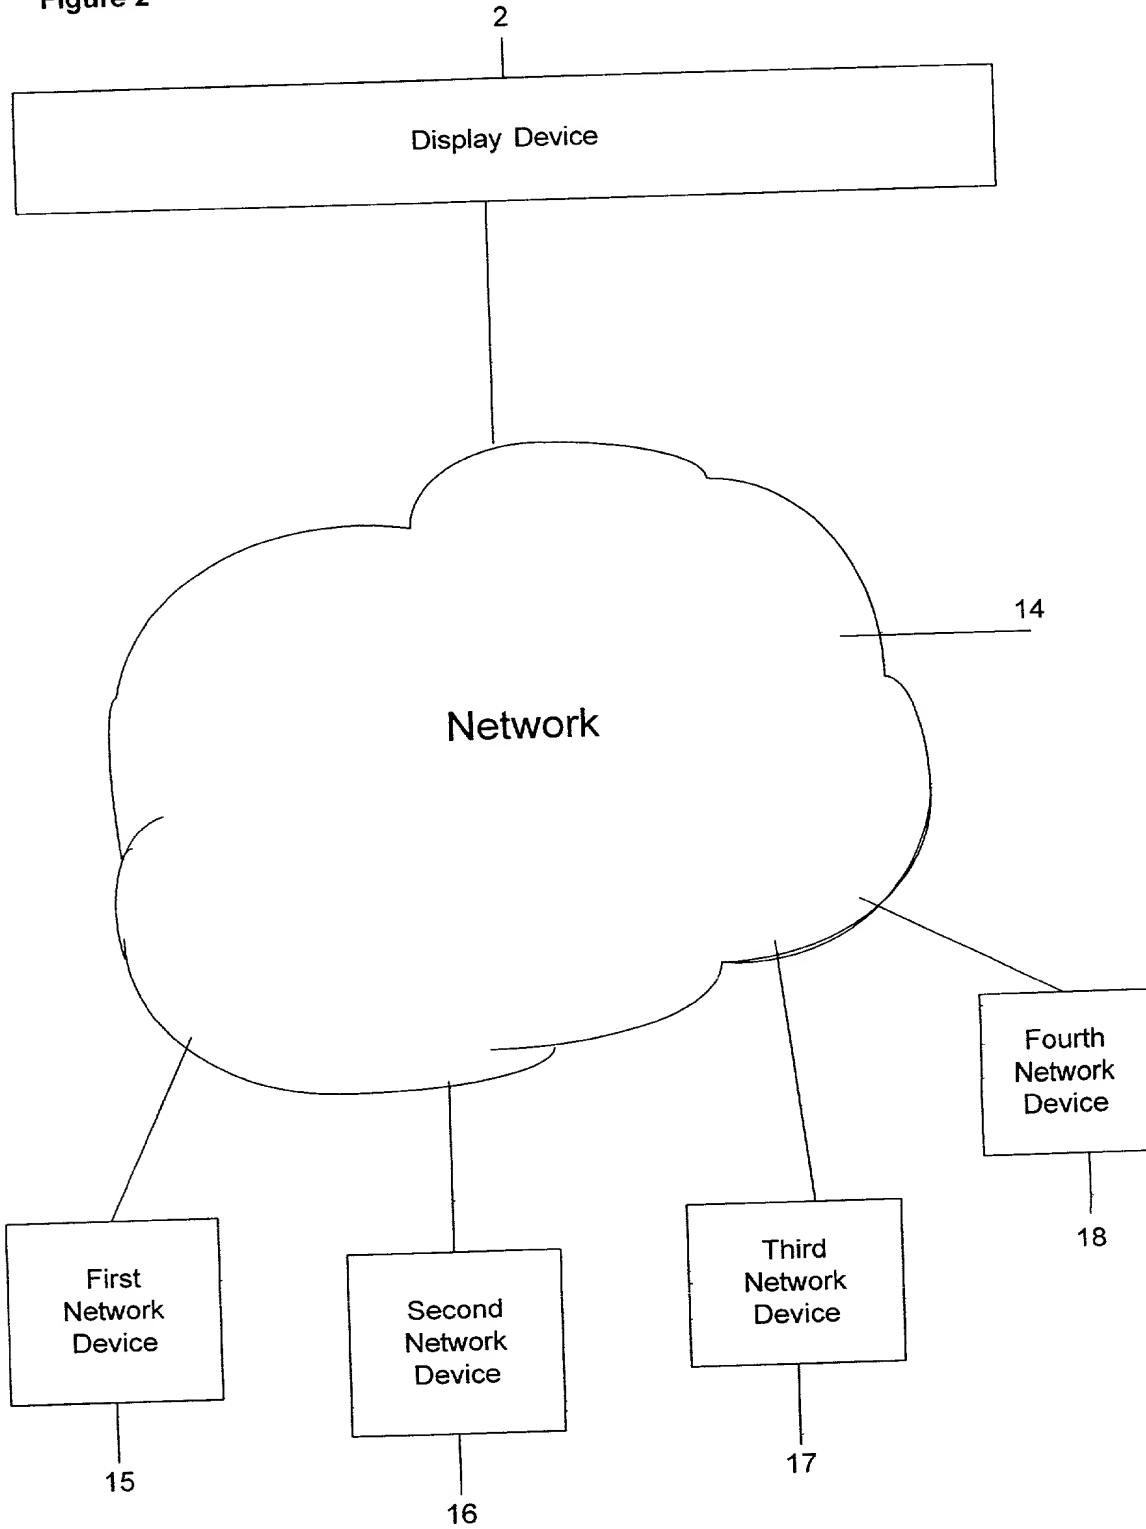 Figure 2
2
Display Device
14
Network
Fourth
Network
Device
18
First
Network
Device
15
Second
Network
Device
16
Third
Network
Device
17